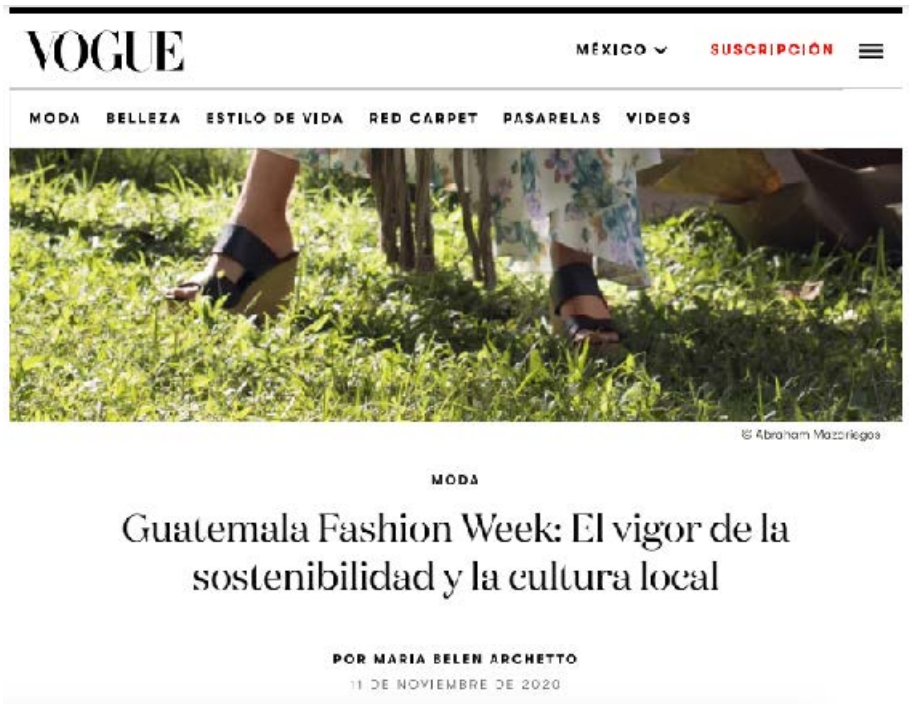 VOGUE
MÉXICO
SUSCRIPCIÓN
MODA BELLEZA ESTILO DE VIDA RED CARPET PASARELAS VIDEOS
© Abraham Mazariegos
MODA
Guatemala Fashion Week: El vigor de la
sostenibilidad y la cultura local
POR MARIA BELEN ARCHETTO
11 DE NOVIEMBRE DE 2020